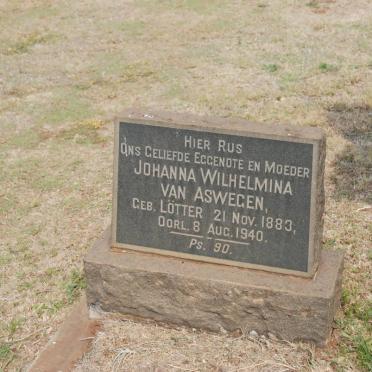 Hier Rus
Ons Geliefde Eggenote en Moeder
Johanna Wilhelmina
van Aswegen,
Geb. Lötter 21 Nov. 1883,
Oorl. 8 Aug. 1940.
Ps. 90.